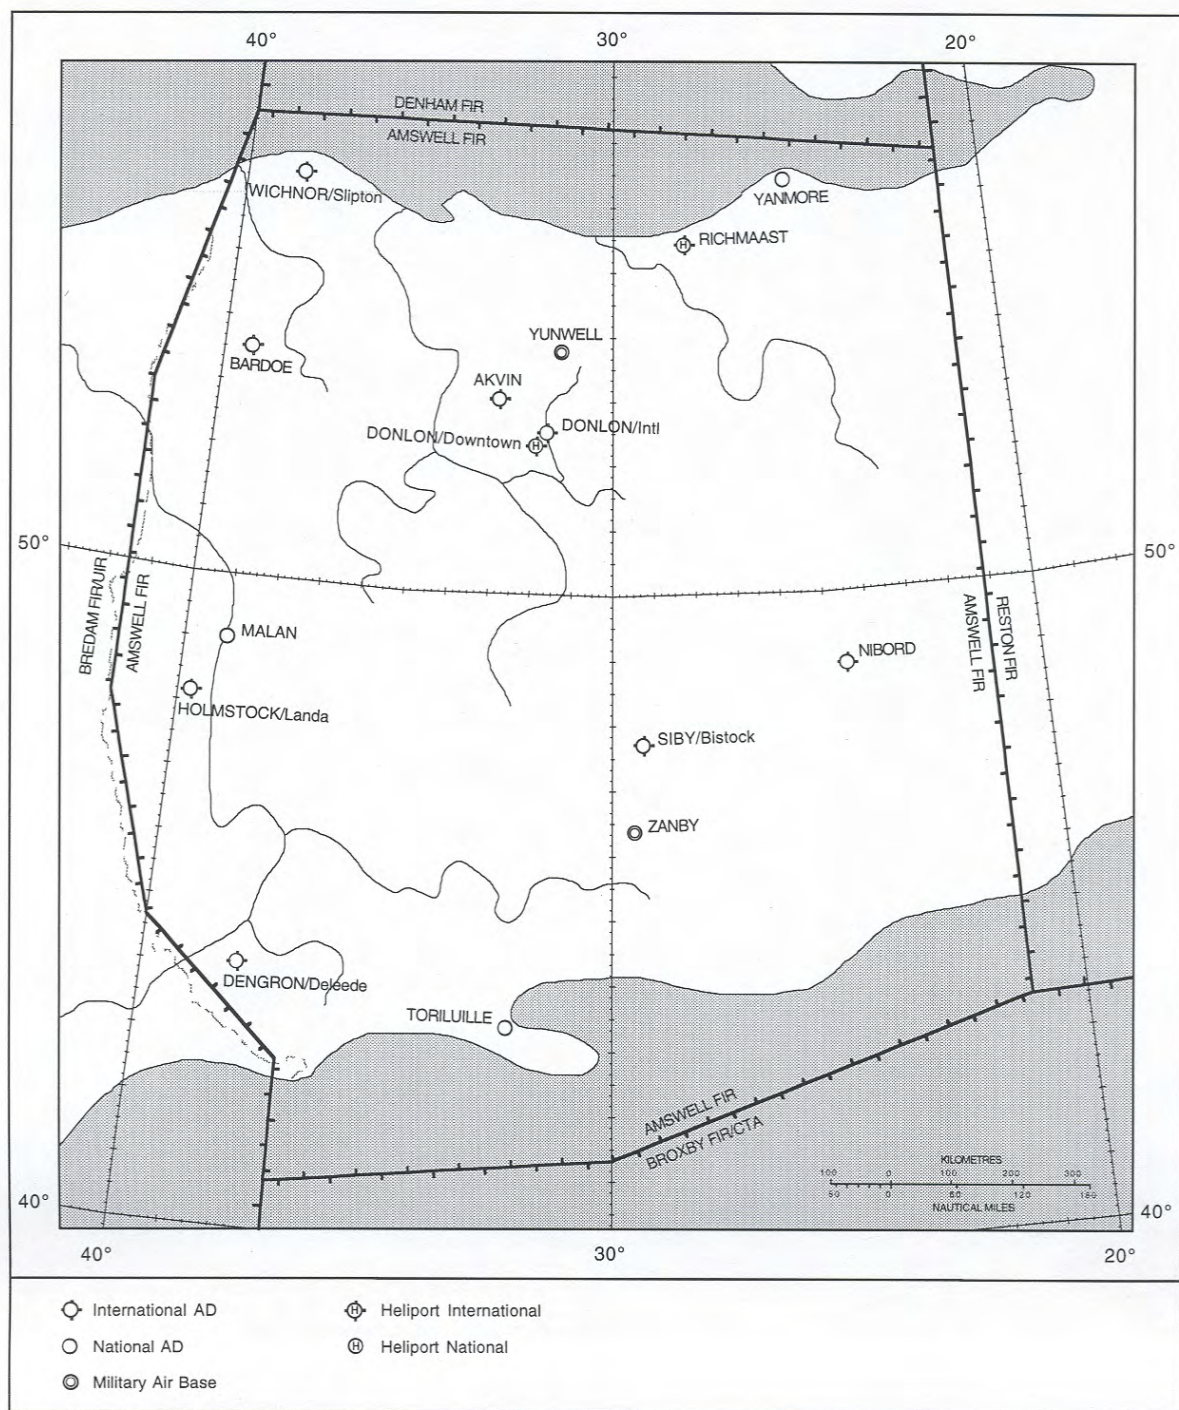 40°
30°
20°
DENHAM FIR
AMSWELL FIR
WICHNOR/Slipton
YANMORE
RICHMAAST
YUNWELL
BARDOE
AKVIN
DONLON/Intl
DONLON/Downtown
50°
50°
BREDAM FIR/UIR
AMSWELL FIR
MALAN
HOLMSTOCK/Landa
NIBORD
AMSWELL FIR
RESTON FIR
SIBY/Bistock
ZANBY
DENGRON/Deleede
TORILUILLE
AMSWELL FIR
BROXBY FIR/CTA
KILOMETRES
100 0 100 200 300
50 0 60 120 180
NAUTICAL MILES
40°
40°
40°
30°
20°
International AD
H Heliport International
National AD
H Heliport National
Military Air Base